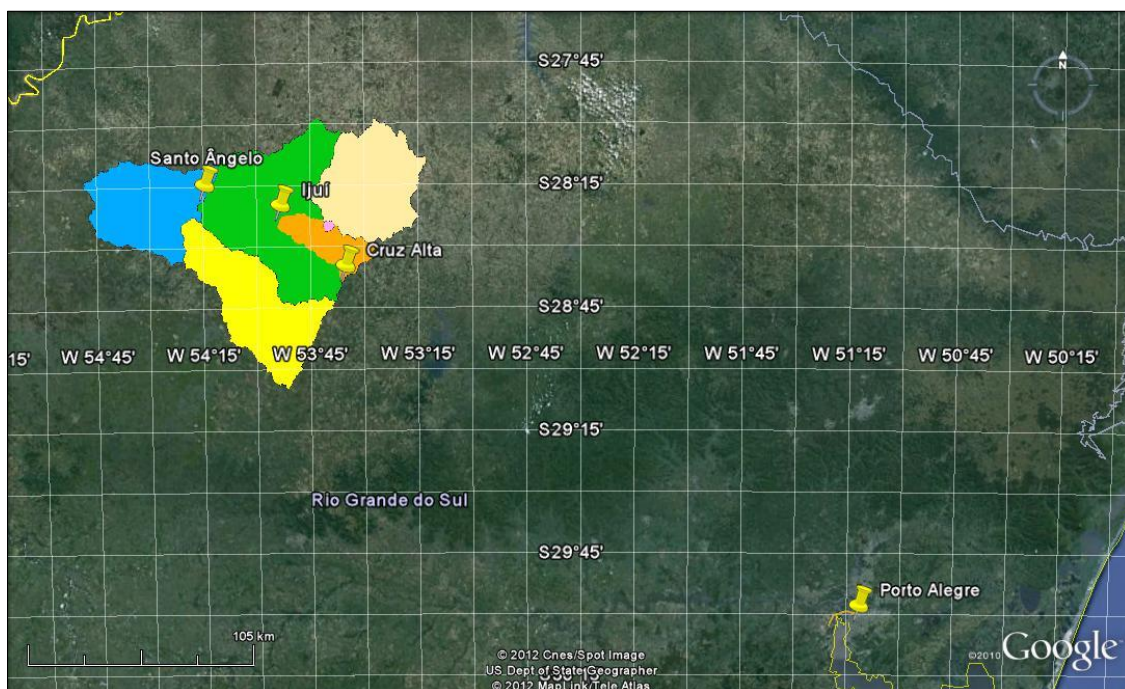 S27°45'
N
Santo Ângelo
Ijuí
S28°15'
Cruz Alta
S28°45'
15' W 54°45' W 54°15' W 53°45' W 53°15' W 52°45' W 52°15' W 51°45' W 51°15' W 50°45' W 50°15'
S29°15'
Rio Grande do Sul
S29°45'
Porto Alegre
105 km
© 2012 Cnes/Spot Image
US Dept of State Geographer
© 2012 MapLink/Tele Atlas
©2010 Google